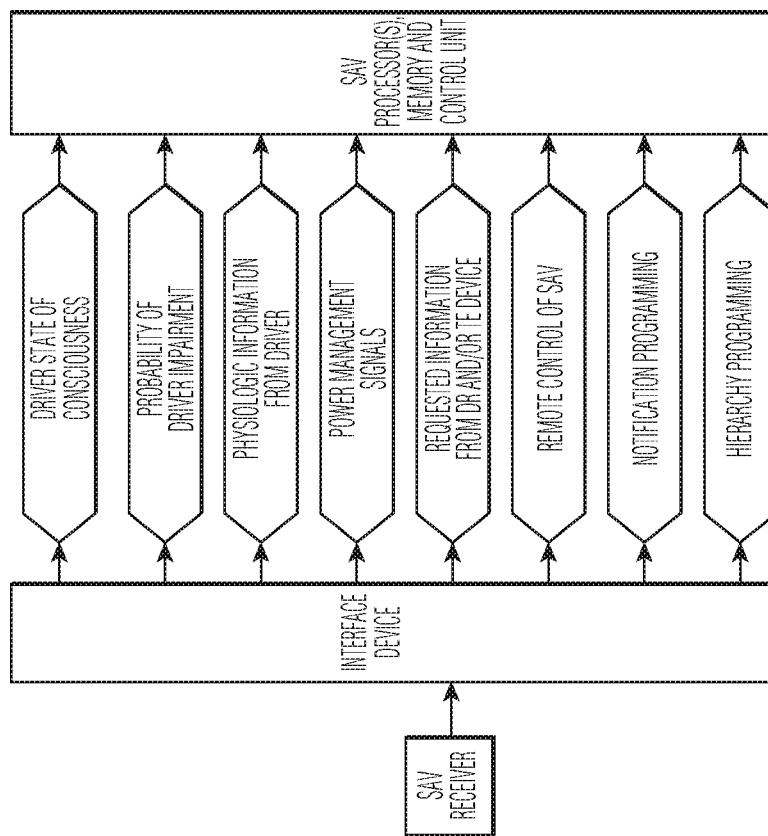 SAV
RECEIVER
INTERFACE
DEVICE
HIERARCHY PROGRAMMING
NOTIFICATION PROGRAMMING
REMOTE CONTROL OF SAV
REQUESTED INFORMATION
FROM DR AND/OR TE DEVICE
POWER MANAGEMENT
SIGNALS
PHYSIOLOGIC INFORMATION
FROM DRIVER
PROBABILITY OF
DRIVER IMPAIRMENT
DRIVER STATE OF
CONSCIOUSNESS
SAV
PROCESSOR(S),
MEMORY AND
CONTROL UNIT